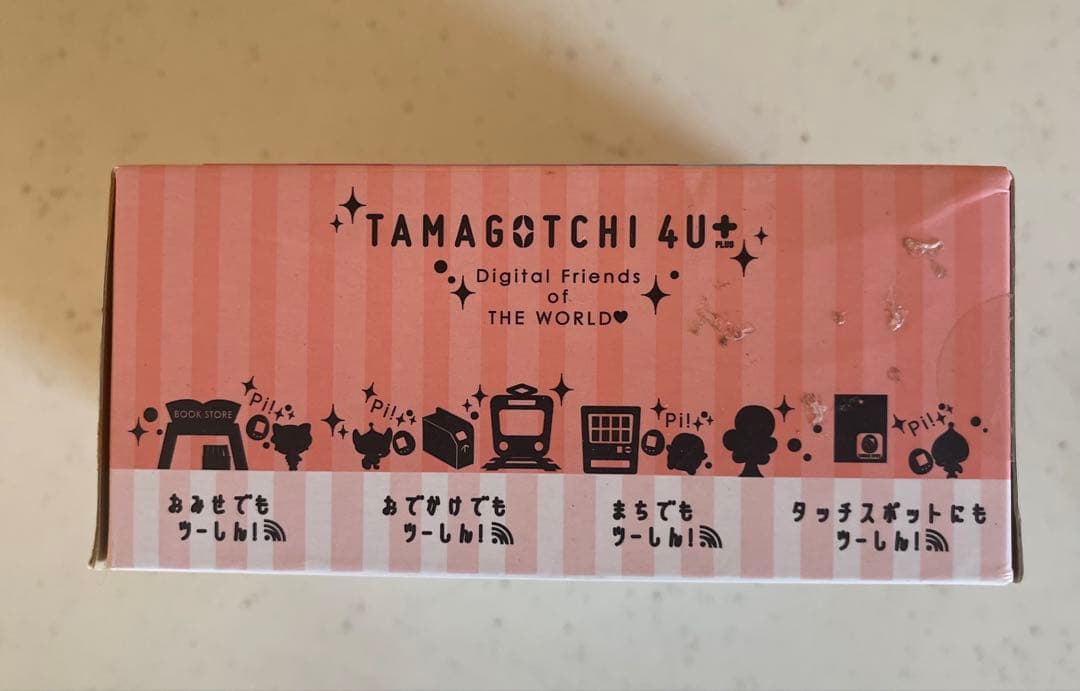 TAMAGOTCHI 4U+ PLUS
Digital Friends
of
THE WORLD♥
BOOK STORE
Pi!
Pi!
Pi!
Pi!
おみせでも
ツーしん!
おでかけでも
ツーしん!
まちでも
ツーしん!
タッチスポットにも
ツーしん!